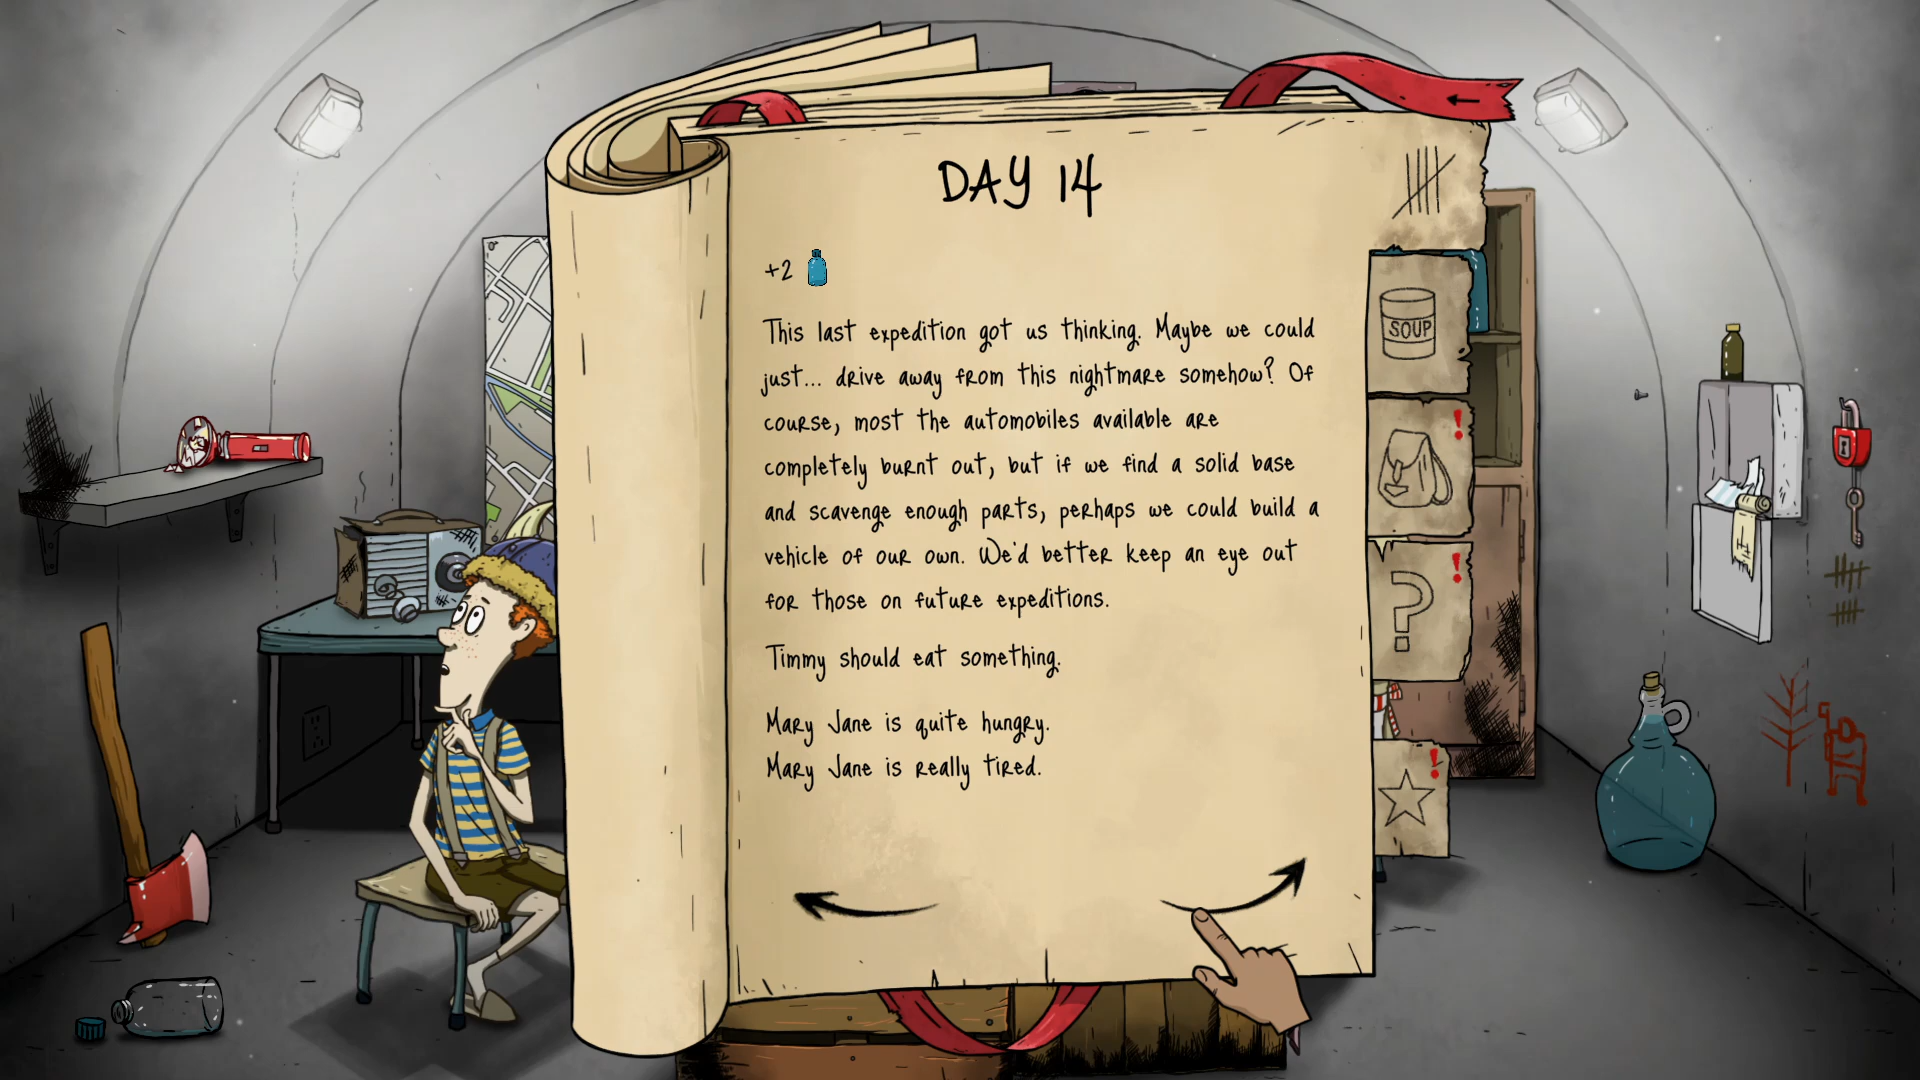 DAY 14
+2
This last expedition got us thinking. Maybe we could
just... drive away from this nightmare somehow? Of
course, most the automobiles available are
completely burnt out, but if we find a solid base
and scavenge enough parts, perhaps we could build a
vehicle of our own. We'd better keep an eye out
for those on future expeditions.
Timmy should eat something.
Mary Jane is quite hungry.
Mary Jane is really tired.
SOUP
!
!
?
!